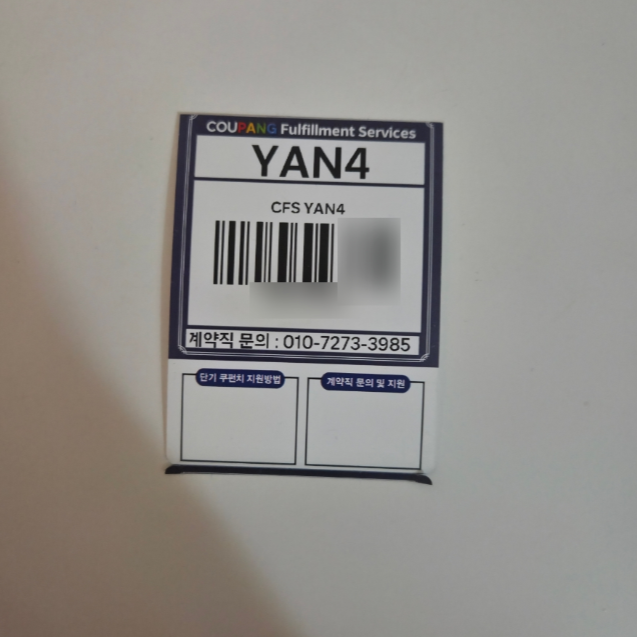 COUPANG Fulfillment Services
YAN4
CFS YAN4
계약직 문의 : 010-7273-3985
단기 쿠펀치 지원방법
계약직 문의 및 지원